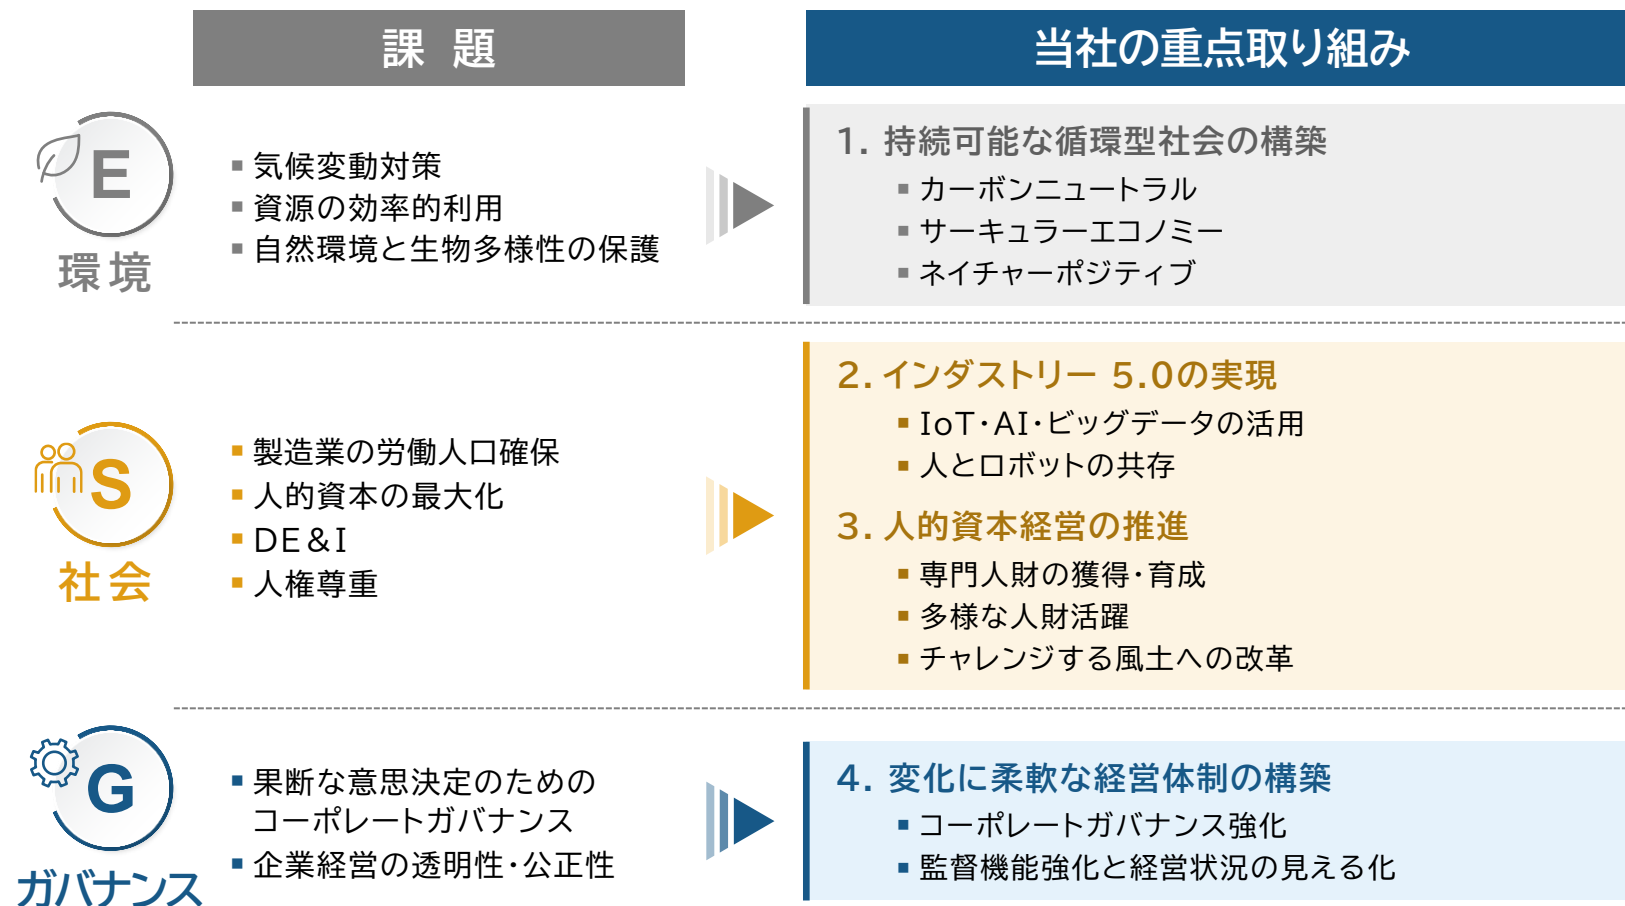 課 題
当社の重点取り組み
E
環境
▪ 気候変動対策
▪ 資源の効率的利用
▪ 自然環境と生物多様性の保護
1. 持続可能な循環型社会の構築
▪ カーボンニュートラル
▪ サーキュラーエコノミー
▪ ネイチャーポジティブ
S
社会
▪ 製造業の労働人口確保
▪ 人的資本の最大化
▪ DE&I
▪ 人権尊重
2. インダストリー 5.0の実現
▪ IoT・AI・ビッグデータの活用
▪ 人とロボットの共存
3. 人的資本経営の推進
▪ 専門人財の獲得・育成
▪ 多様な人財活躍
▪ チャレンジする風土への改革
G
ガバナンス
▪ 果断な意思決定のための
コーポレートガバナンス
▪ 企業経営の透明性・公正性
4. 変化に柔軟な経営体制の構築
▪ コーポレートガバナンス強化
▪ 監督機能強化と経営状況の見える化